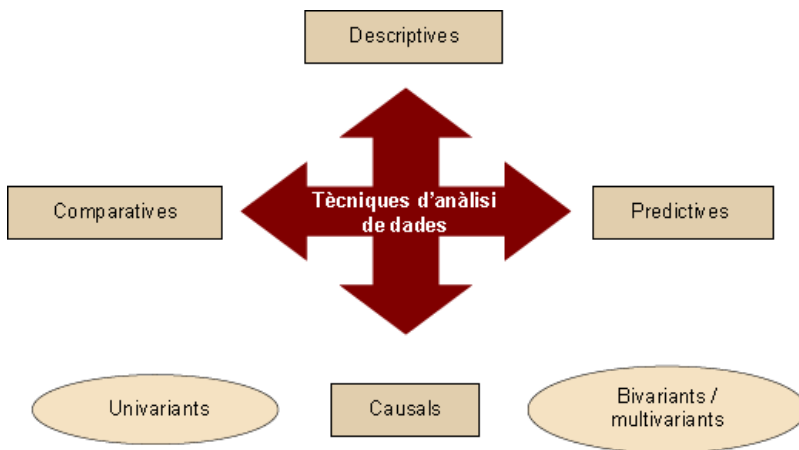 Descriptives
Comparatives
Tècniques d'anàlisi
de dades
Predictives
Univariants
Causals
Bivariants /
multivariants